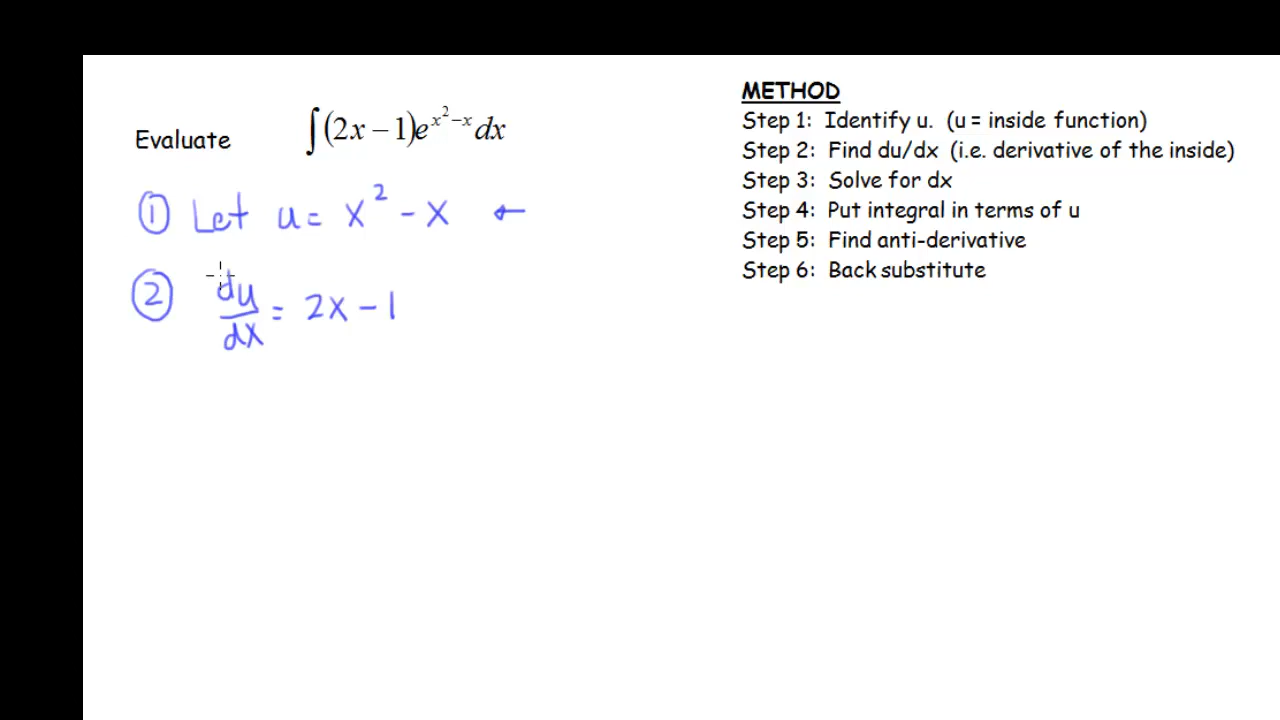 Evaluate ∫(2x − 1)e^{x^2−x} dx
① Let u = x^2 − x ←
② du/dx = 2x − 1
METHOD
Step 1: Identify u. (u = inside function)
Step 2: Find du/dx (i.e. derivative of the inside)
Step 3: Solve for dx
Step 4: Put integral in terms of u
Step 5: Find anti-derivative
Step 6: Back substitute